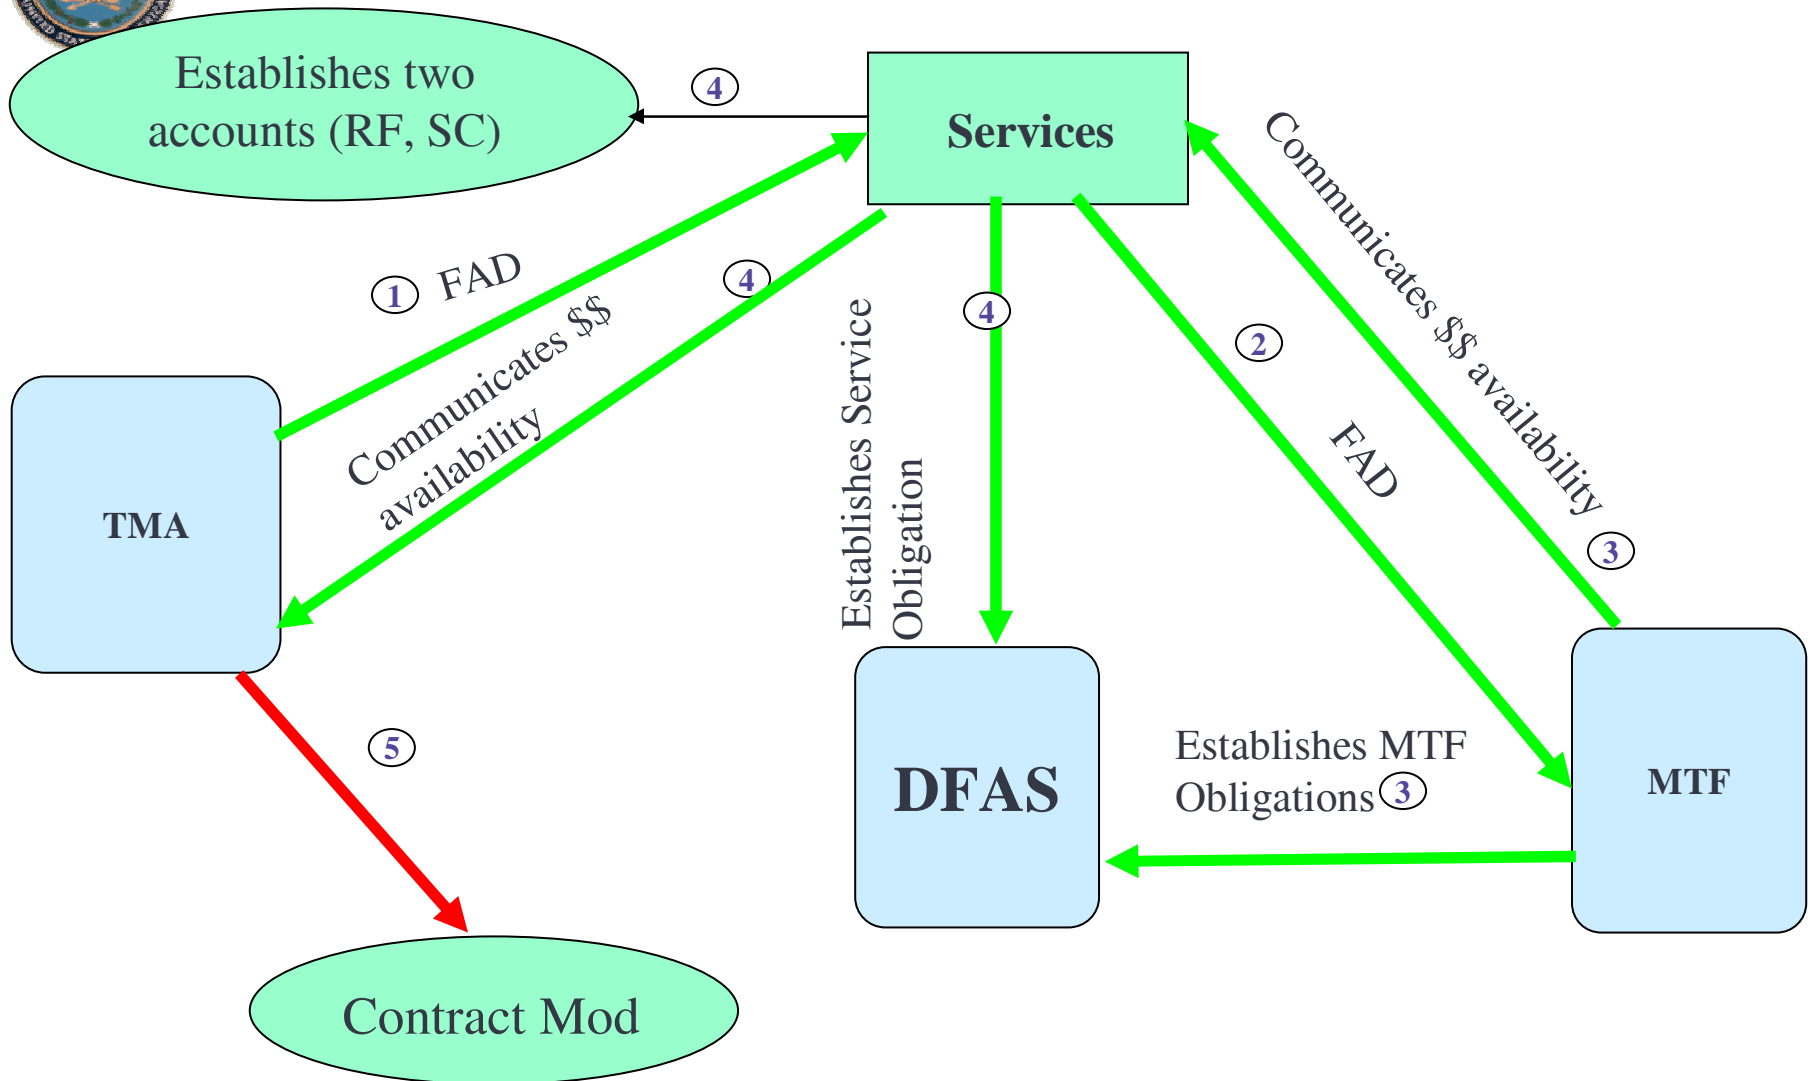 Establishes two
accounts (RF, SC)
4
Services
1
FAD
Communicates $$
availability
4
4
Establishes Service
Obligation
2
FAD
Communicates $$ availability
3
TMA
5
DFAS
Establishes MTF
Obligations 3
MTF
Contract Mod